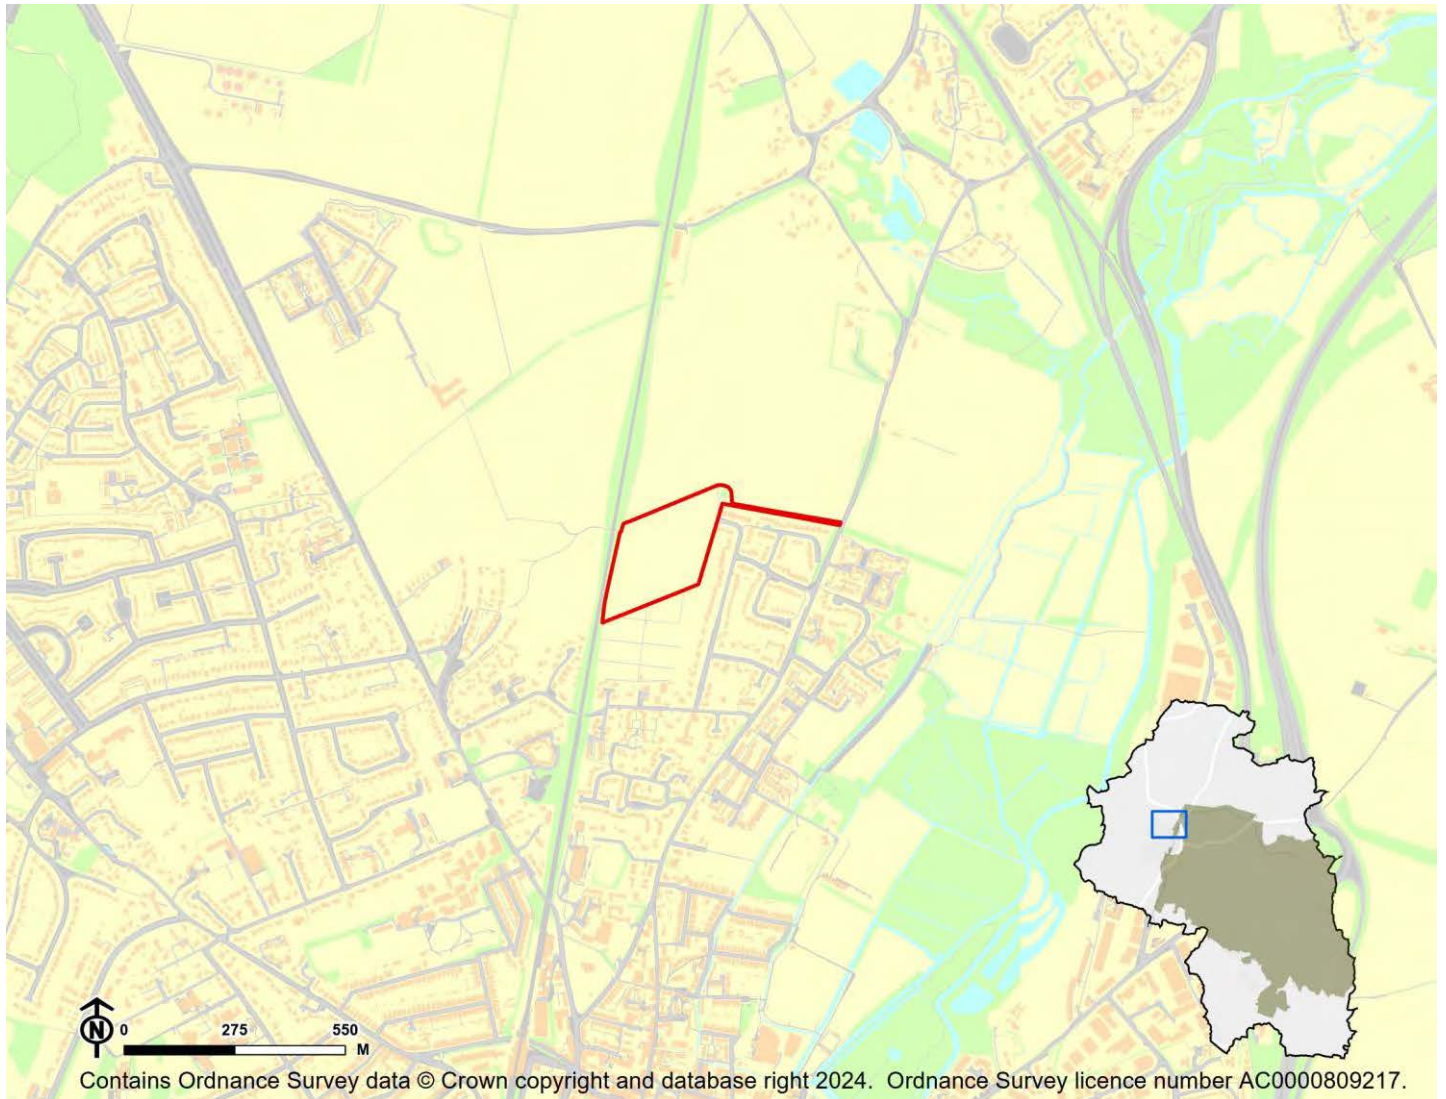 N
0 275 550
M
Contains Ordnance Survey data © Crown copyright and database right 2024. Ordnance Survey licence number AC0000809217.